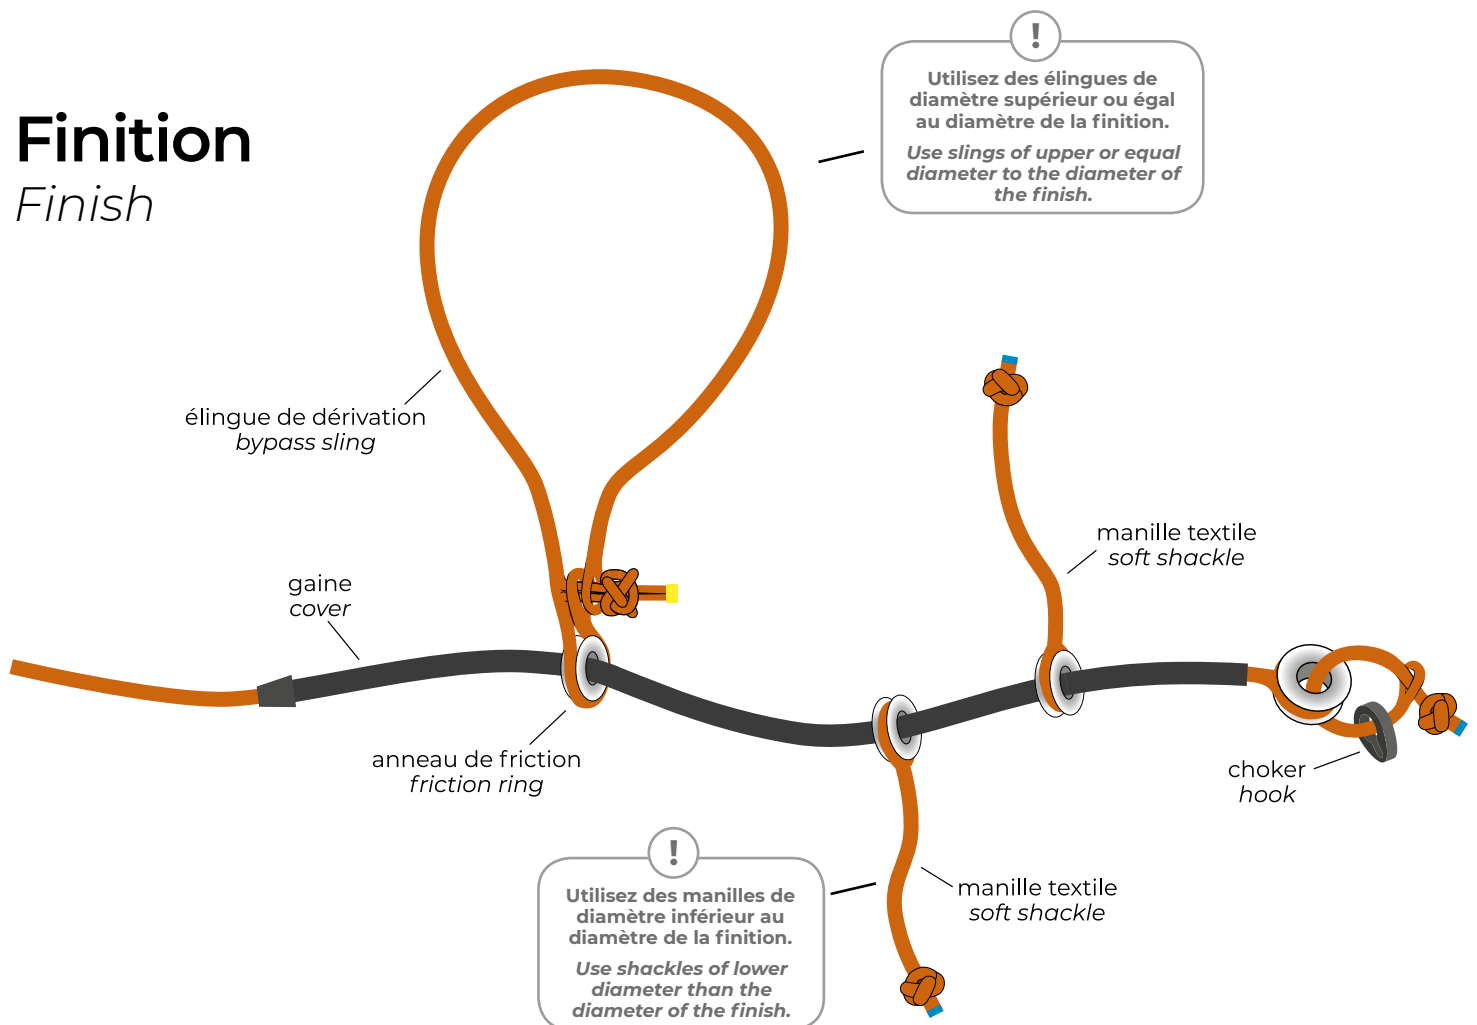 Finition
Finish
!
Utilisez des élingues de
diamètre supérieur ou égal
au diamètre de la finition.
Use slings of upper or equal
diameter to the diameter of
the finish.
élingue de dérivation
bypass sling
manille textile
soft shackle
gaine
cover
anneau de friction
friction ring
choker
hook
!
Utilisez des manilles de
diamètre inférieur au
diamètre de la finition.
Use shackles of lower
diameter than the
diameter of the finish.
manille textile
soft shackle